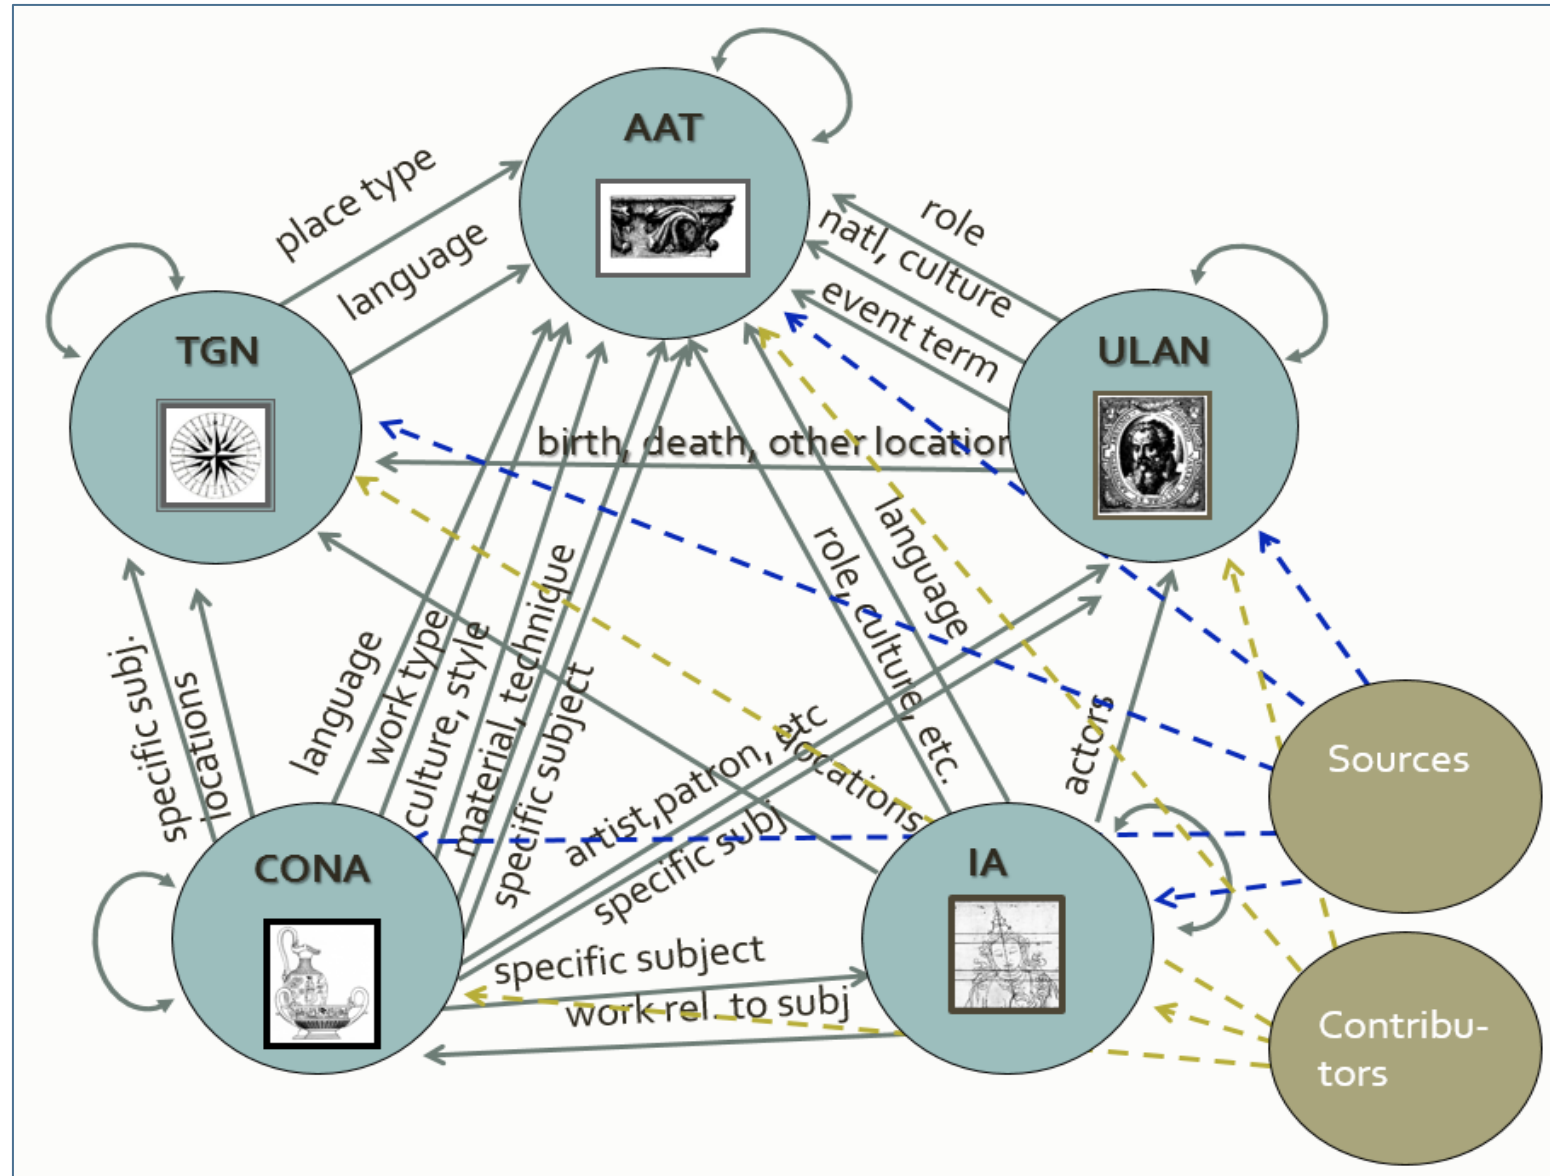 AAT
place type
language
TGN
role
natl, culture
event term
ULAN
birth, death, other location
language
role, culture, etc.
specific subj.
locations
language
work type
culture, style
material, technique
specific subject
artist,patron, etc
specific subj
locations
actors
Sources
CONA
IA
specific subject
work rel. to subj
Contribu-
tors